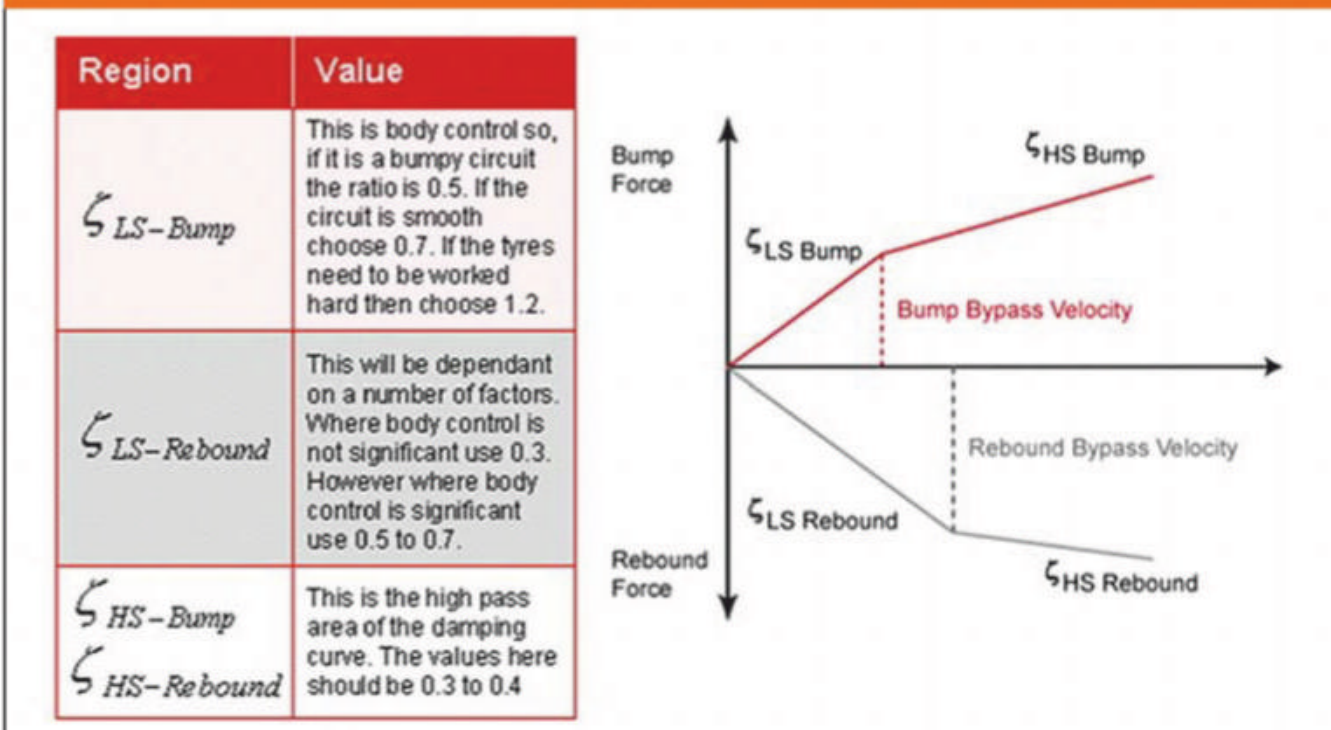 Region
Value
ζ LS-Bump
This is body control so,
if it is a bumpy circuit
the ratio is 0.5. If the
circuit is smooth
choose 0.7. If the tyres
need to be worked
hard then choose 1.2.
ζ LS-Rebound
This will be dependant
on a number of factors.
Where body control is
not significant use 0.3.
However where body
control is significant
use 0.5 to 0.7.
ζ HS-Bump
ζ HS-Rebound
This is the high pass
area of the damping
curve. The values here
should be 0.3 to 0.4
Bump
Force
ζHS Bump
ζLS Bump
Bump Bypass Velocity
Rebound Bypass Velocity
ζLS Rebound
Rebound
Force
ζHS Rebound